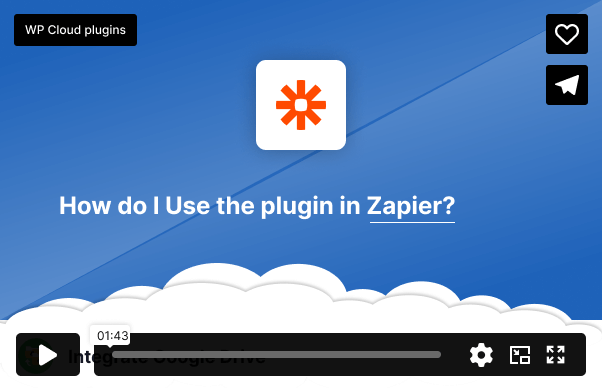 WP Cloud plugins
How do I Use the plugin in Zapier?
01:43
Integrate Google Drive